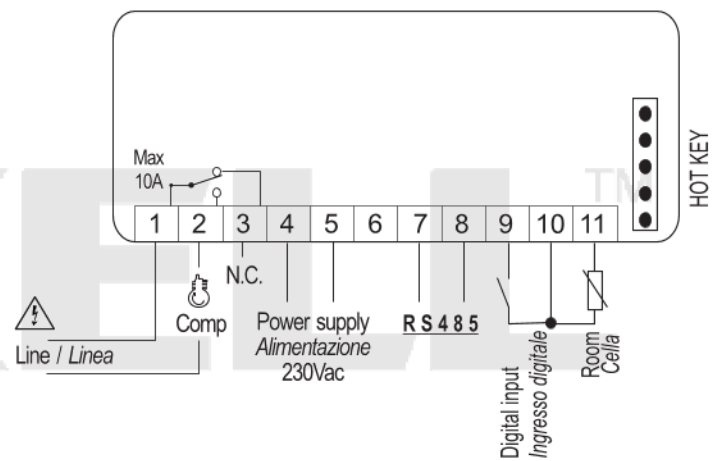 Max
10A
HOT KEY
1 2 3 4 5 6 7 8 9 10 11
N.C.
Comp
Power supply
Alimentazione
230Vac
RS485
Line / Linea
Digital input
Ingresso digitale
Room
Cella
TM